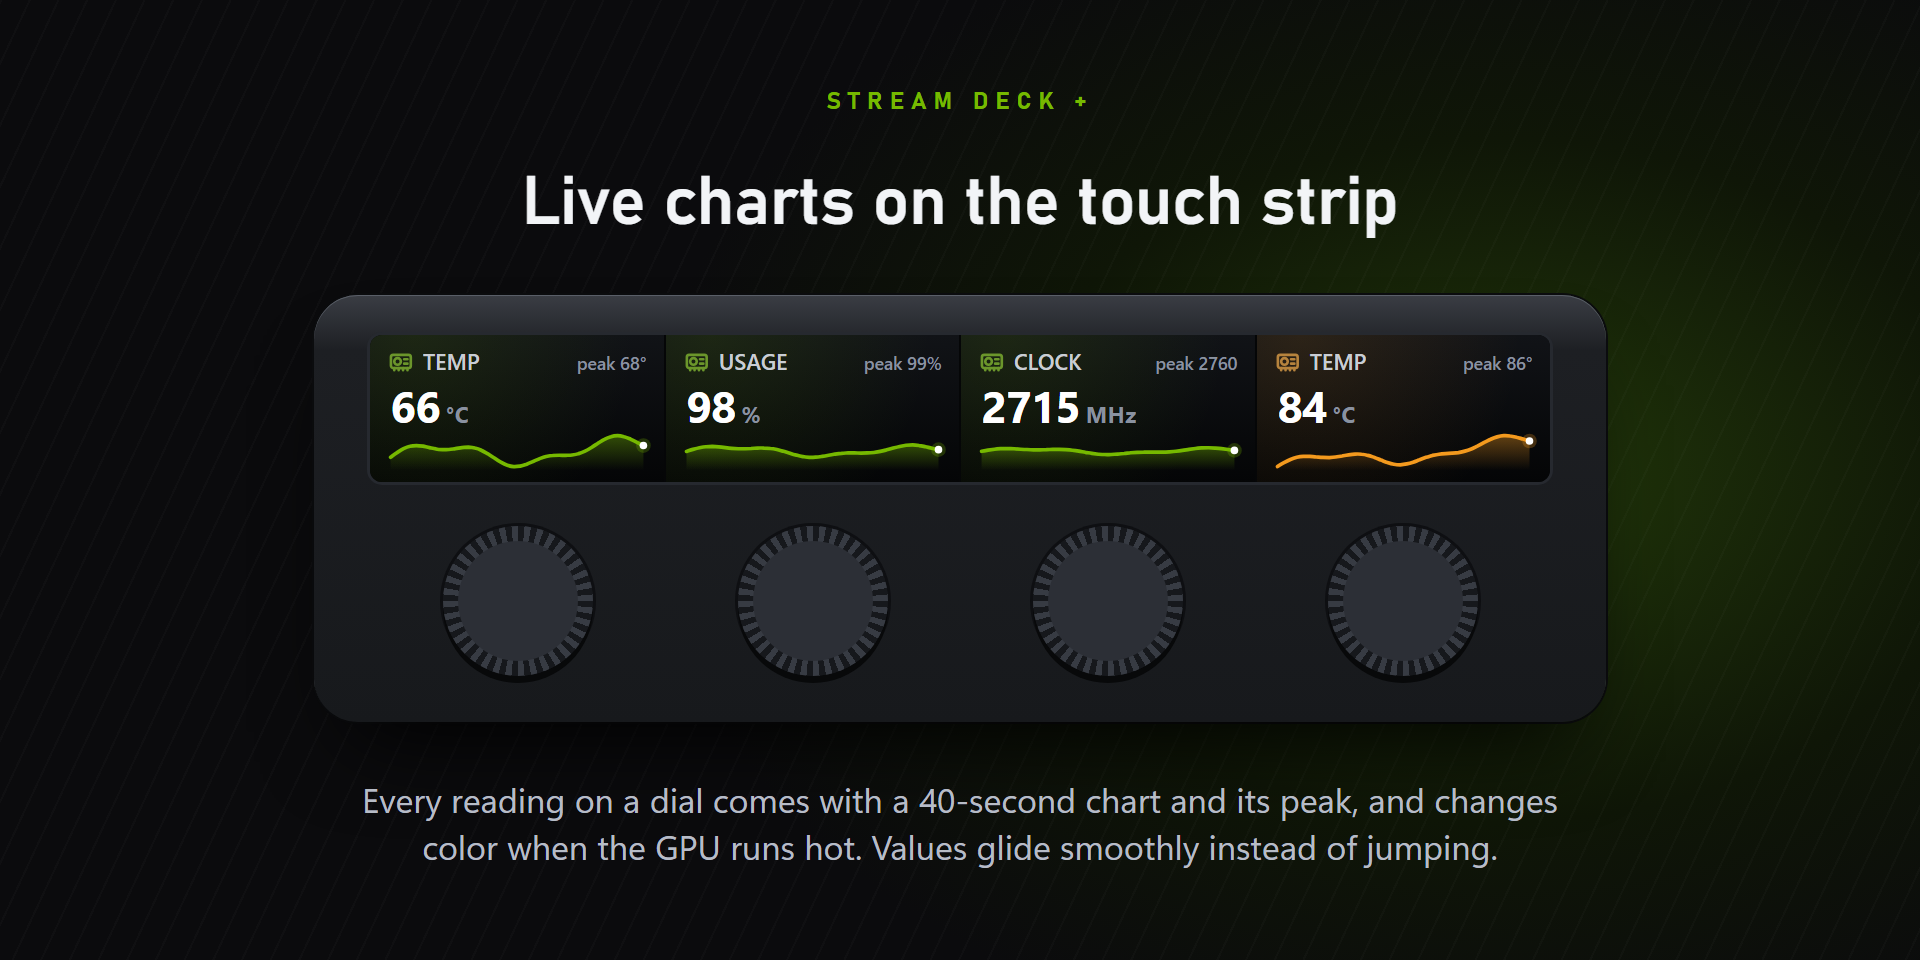 STREAM DECK +
Live charts on the touch strip
TEMP peak 68°
66 °C
USAGE peak 99%
98 %
CLOCK peak 2760
2715 MHz
TEMP peak 86°
84 °C
Every reading on a dial comes with a 40-second chart and its peak, and changes
color when the GPU runs hot. Values glide smoothly instead of jumping.